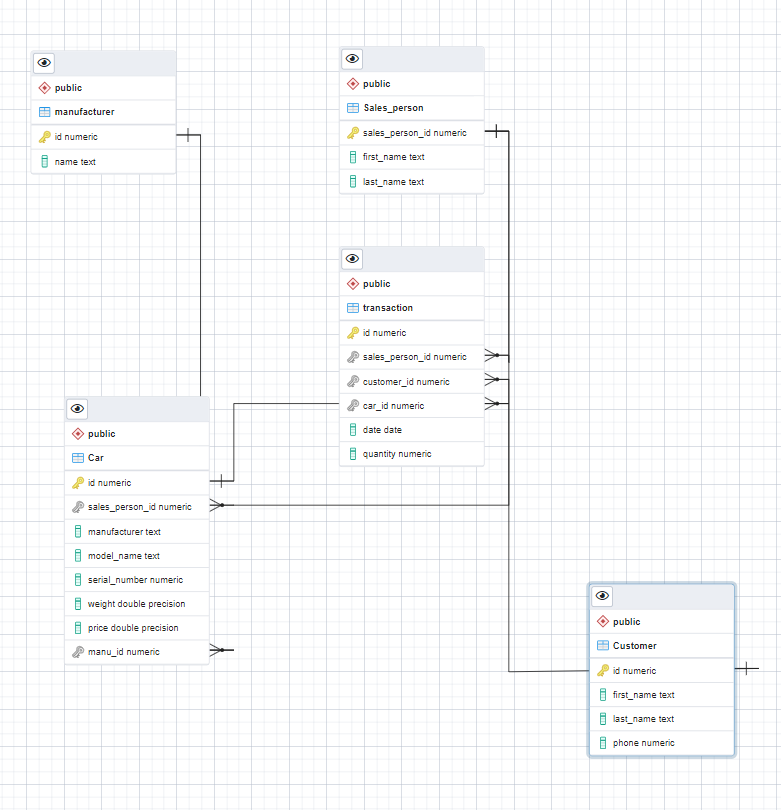 public
manufacturer
id numeric
name text
public
Sales_person
sales_person_id numeric
first_name text
last_name text
public
transaction
id numeric
sales_person_id numeric
customer_id numeric
car_id numeric
date date
quantity numeric
public
Car
id numeric
sales_person_id numeric
manufacturer text
model_name text
serial_number numeric
weight double precision
price double precision
manu_id numeric
public
Customer
id numeric
first_name text
last_name text
phone numeric